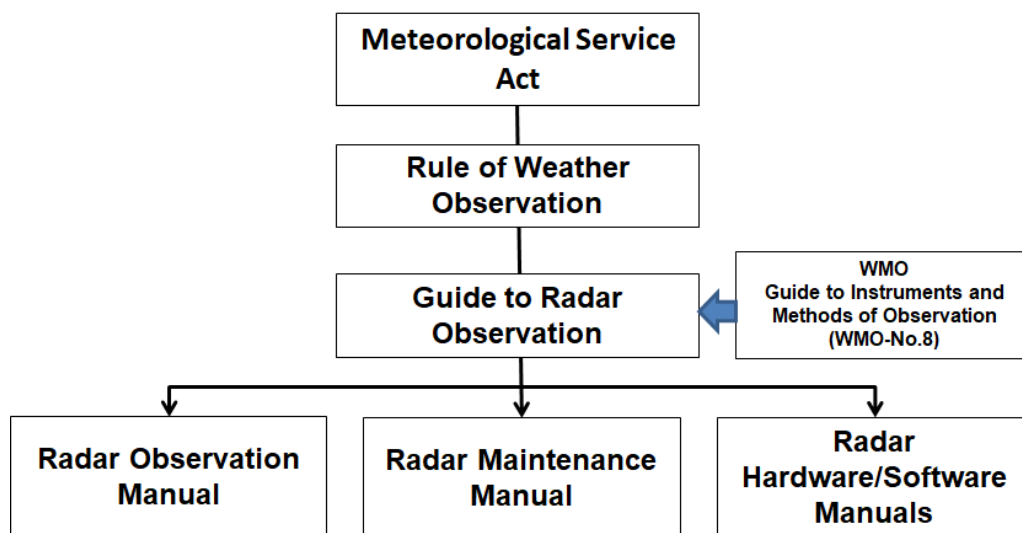 Meteorological Service
Act
Rule of Weather
Observation
Guide to Radar
Observation
WMO
Guide to Instruments and
Methods of Observation
(WMO-No.8)
Radar Observation
Manual
Radar Maintenance
Manual
Radar
Hardware/Software
Manuals